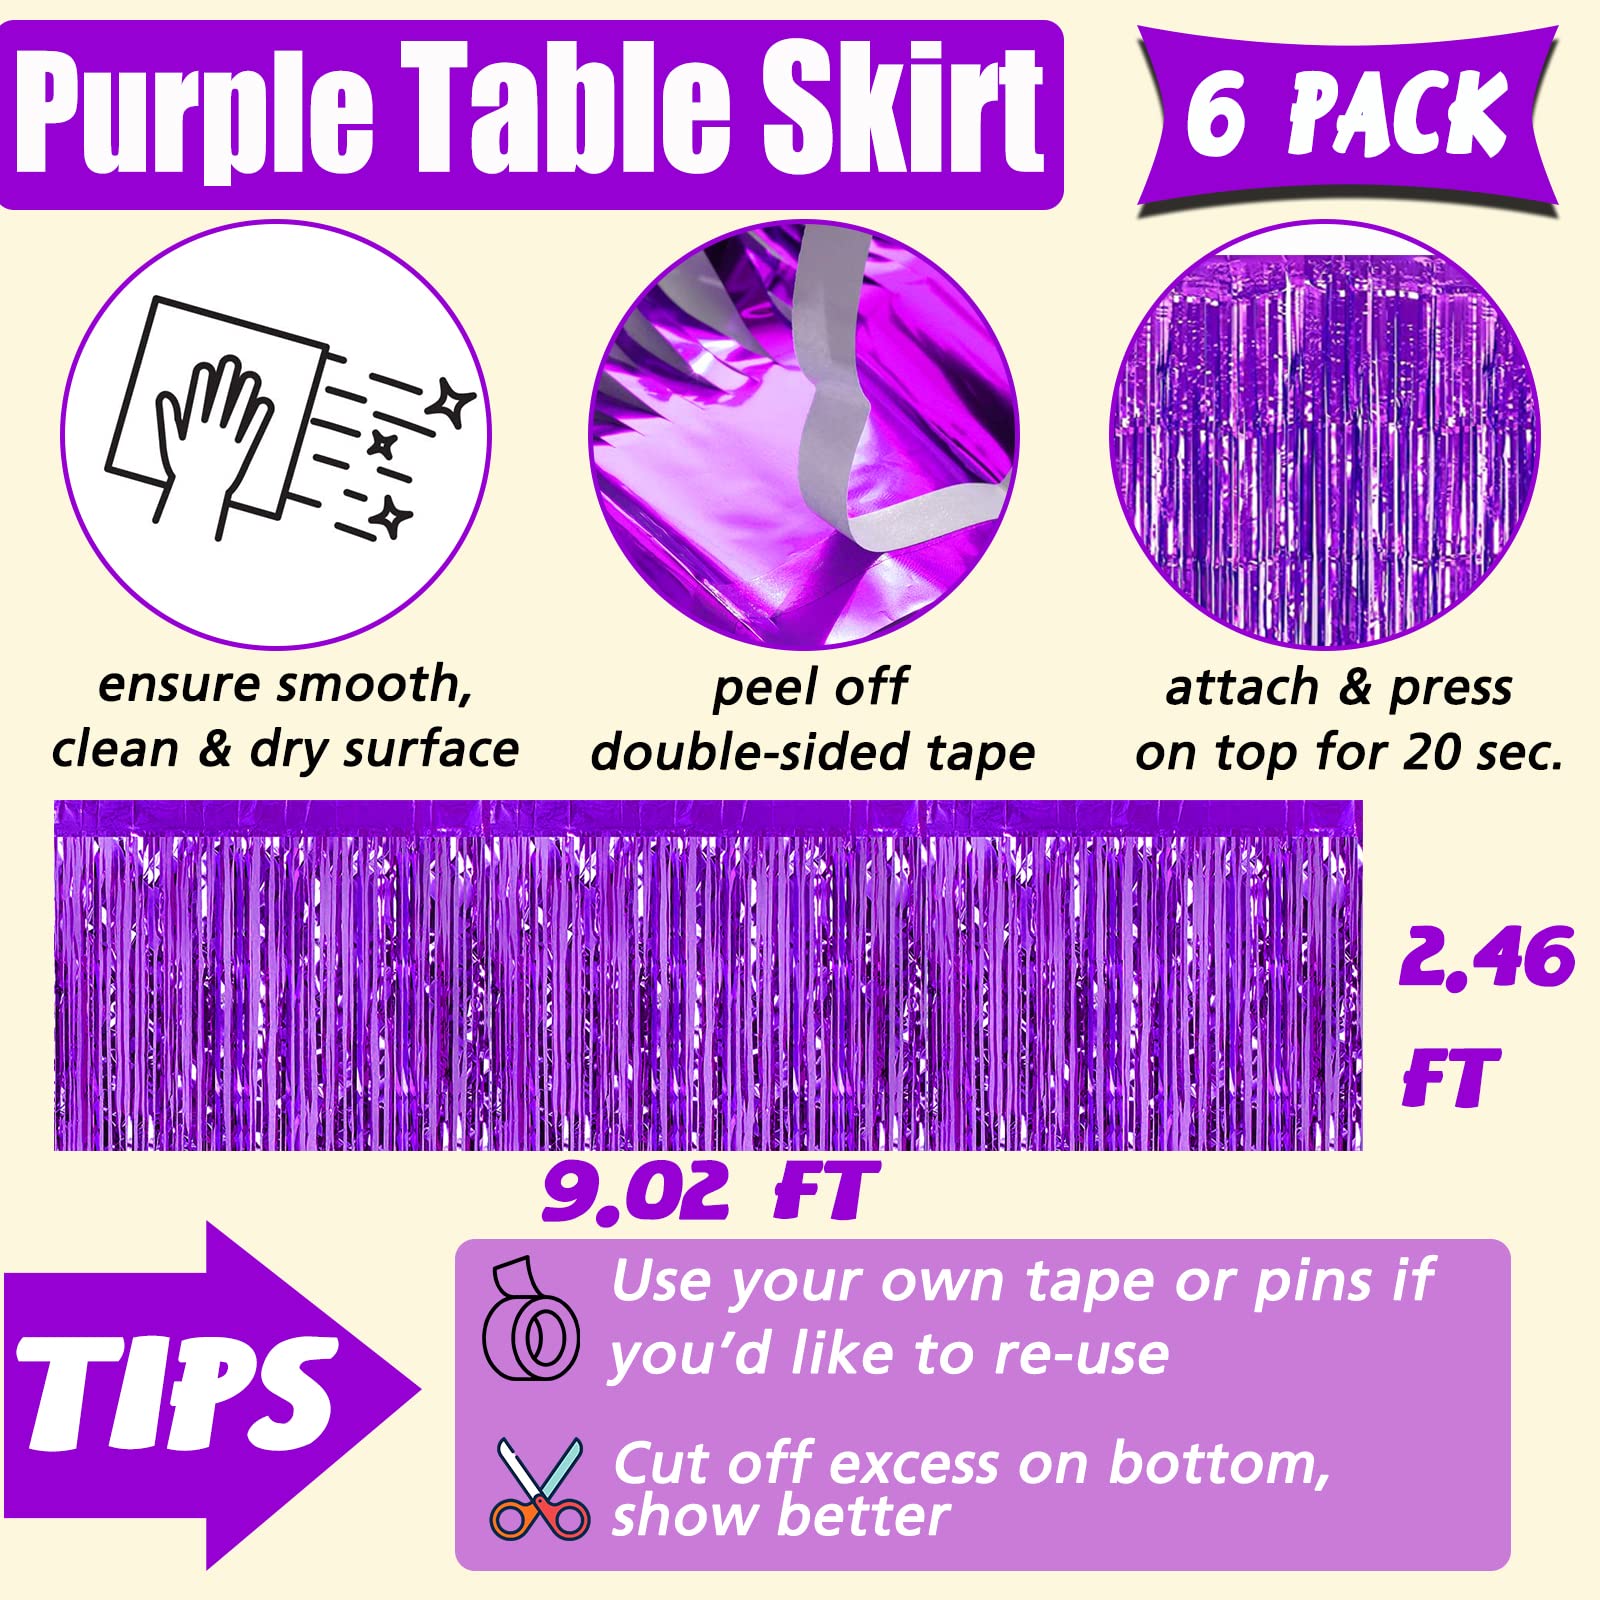 Purple Table Skirt
6 PACK
ensure smooth,
clean & dry surface
peel off
double-sided tape
attach & press
on top for 20 sec.
2.46
FT
9.02 FT
TIPS
Use your own tape or pins if
you’d like to re-use
Cut off excess on bottom,
show better